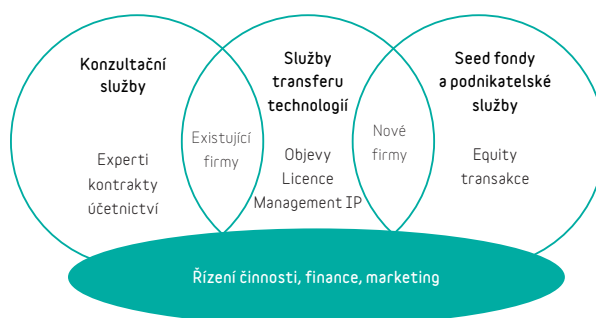 Konzultační
služby
Experti
kontrakty
účetnictví
Existující
firmy
Služby
transferu
technologií
Objevy
Licence
Management IP
Nové
firmy
Seed fondy
a podnikatelské
služby
Equity
transakce
Řízení činnosti, finance, marketing